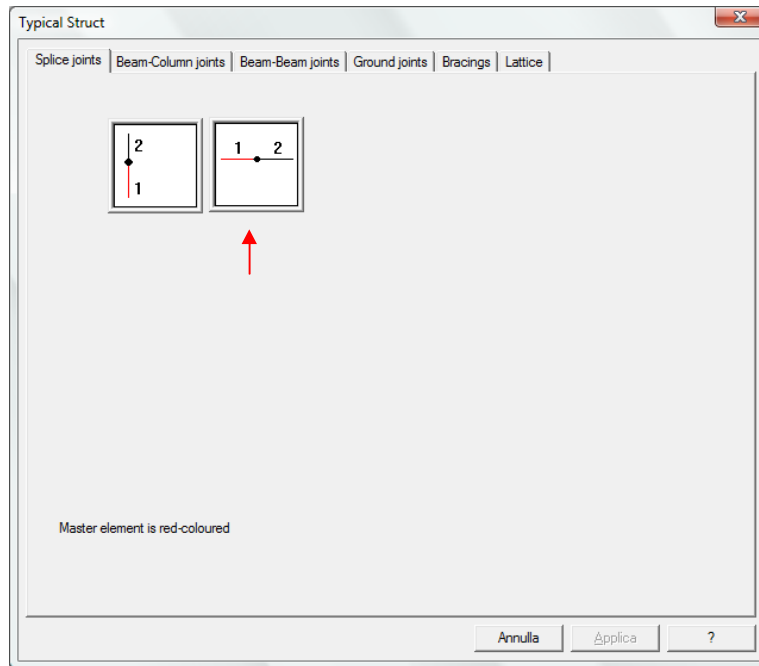 Typical Struct
Splice joints Beam-Column joints Beam-Beam joints Ground joints Bracings Lattice
2
1
1 2
Master element is red-coloured
Annulla Applica ?